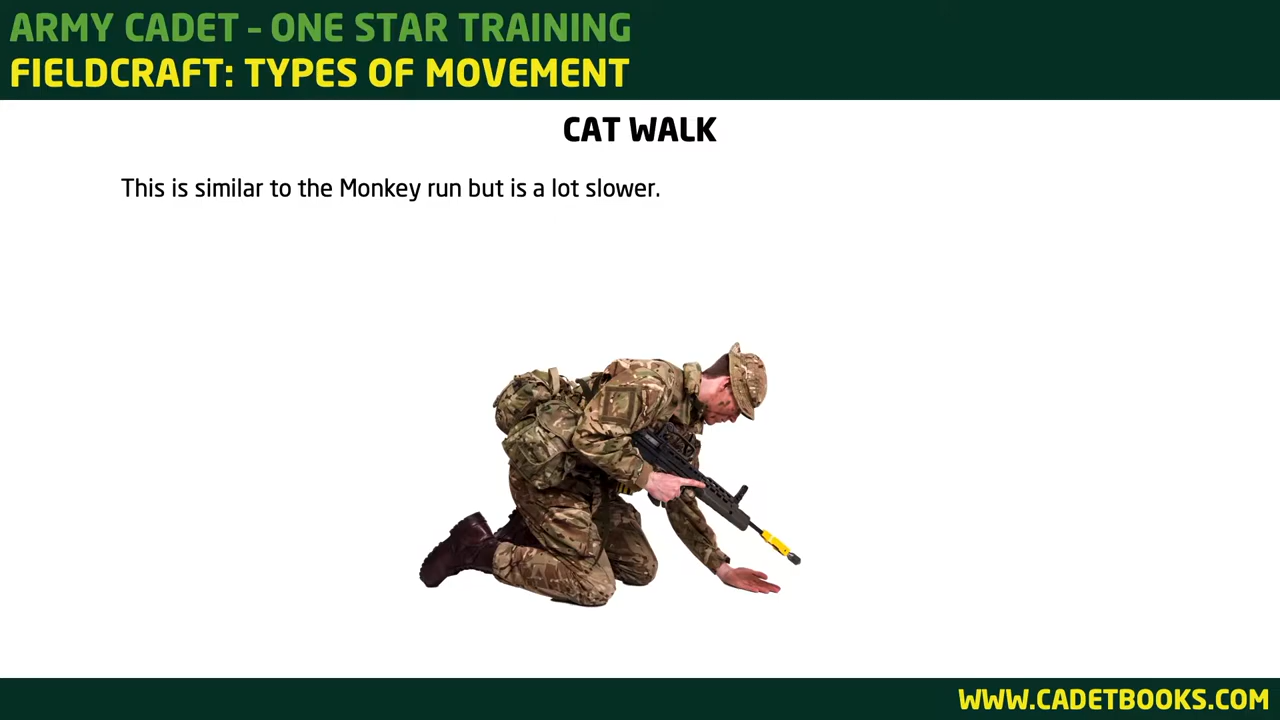 ARMY CADET – ONE STAR TRAINING
FIELDCRAFT: TYPES OF MOVEMENT
CAT WALK
This is similar to the Monkey run but is a lot slower.
WWW.CADETBOOKS.COM